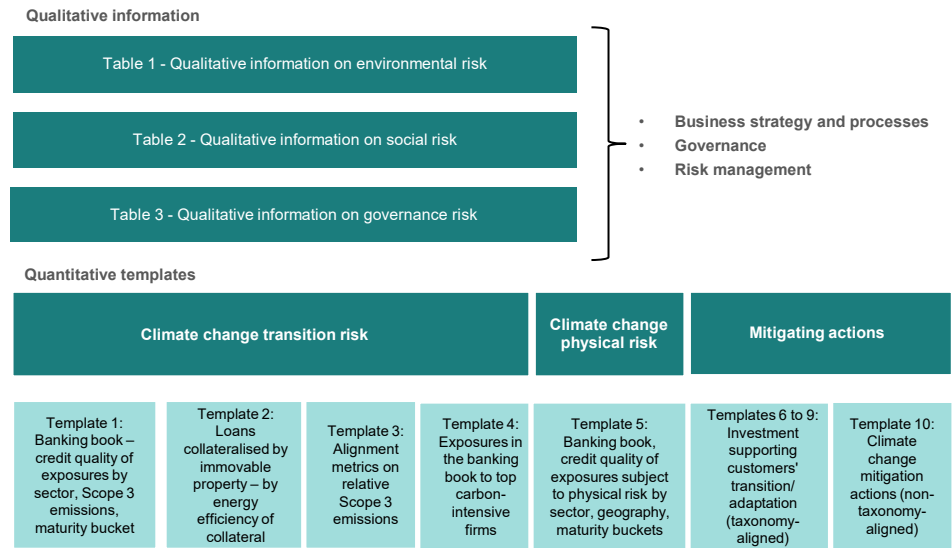 Qualitative information
Table 1 - Qualitative information on environmental risk
Table 2 - Qualitative information on social risk
Table 3 - Qualitative information on governance risk
• Business strategy and processes
• Governance
• Risk management
Quantitative templates
Climate change transition risk
Climate change
physical risk
Mitigating actions
Template 1:
Banking book –
credit quality of
exposures by
sector, Scope 3
emissions,
maturity bucket
Template 2:
Loans
collateralised by
immovable
property – by
energy
efficiency of
collateral
Template 3:
Alignment
metrics on
relative
Scope 3
emissions
Template 4:
Exposures in
the banking
book to top
carbon-
intensive
firms
Template 5:
Banking book,
credit quality of
exposures subject
to physical risk by
sector, geography,
maturity buckets
Templates 6 to 9:
Investment
supporting
customers'
transition/
adaptation
(taxonomy-
aligned)
Template 10:
Climate
change
mitigation
actions (non-
taxonomy-
aligned)